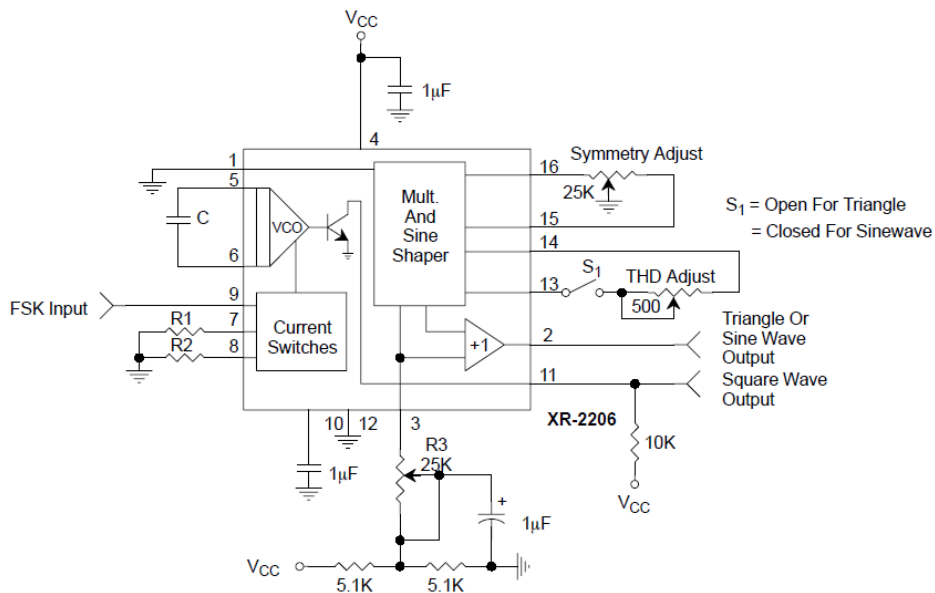 VCC
1µF
4
1
16
Symmetry Adjust
25K
5
C
6
VCO
Mult.
And
Sine
Shaper
15
14
S1 = Open For Triangle
= Closed For Sinewave
13
S1
THD Adjust
500
FSK Input
9
R1
7
R2
8
Current
Switches
+1
2
Triangle Or
Sine Wave
Output
11
Square Wave
Output
XR-2206
10
12
3
1µF
R3
25K
10K
VCC
+
1µF
VCC
5.1K
5.1K